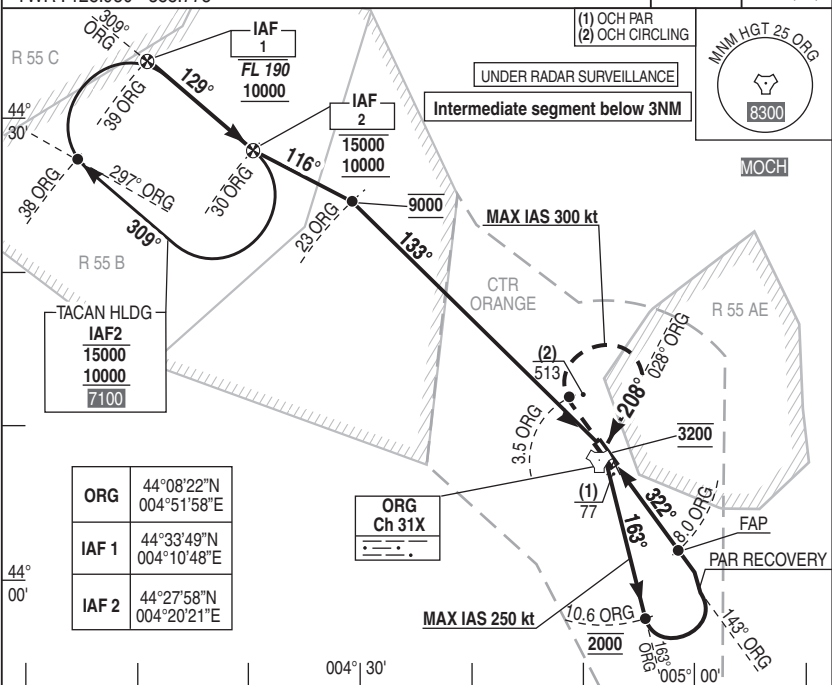 (1) OCH PAR
(2) OCH CIRCLING
309°
ORG
R 55 C
IAF
1
FL 190
10000
MNM HGT 25 ORG
8300
UNDER RADAR SURVEILLANCE
Intermediate segment below 3NM
129°
39 ORG
44°
30'
IAF
2
15000
10000
MOCH
116°
38 ORG
297° ORG
30 ORG
23 ORG
9000
309°
133°
MAX IAS 300 kt
R 55 B
CTR
ORANGE
R 55 AE
TACAN HLDG
IAF2
15000
10000
7100
(2)
513
028° ORG
208°
3.5 ORG
3200
ORG
44°08'22"N
004°51'58"E
IAF 1
44°33'49"N
004°10'48"E
IAF 2
44°27'58"N
004°20'21"E
ORG
Ch 31X
(1)
77
322°
163°
8.0 ORG
FAP
PAR RECOVERY
44°
00'
MAX IAS 250 kt
10.6 ORG
2000
163°
ORG
143° ORG
004° 30'
005° 00'